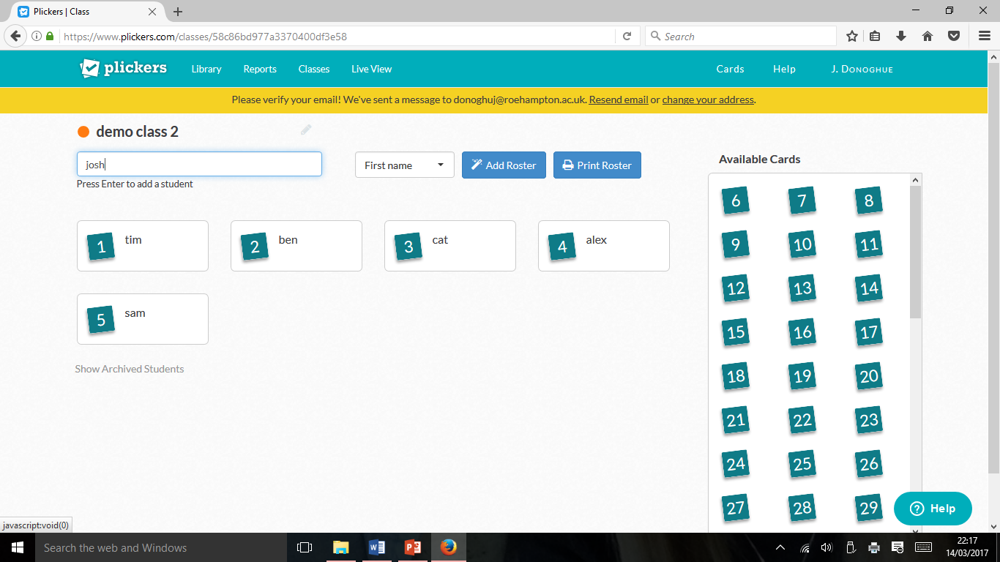 Plickers | Class
https://www.plickers.com/classes/58c86bd977a3370400df3e58
Search
plickers Library Reports Classes Live View Cards Help J. DONOGHUE
Please verify your email! We've sent a message to donoghuj@roehampton.ac.uk. Resend email or change your address.
demo class 2
josh
First name
Add Roster
Print Roster
Press Enter to add a student
1 tim
2 ben
3 cat
4 alex
5 sam
Show Archived Students
Available Cards
6 7 8
9 10 11
12 13 14
15 16 17
18 19 20
21 22 23
24 25 26
27 28 29
Help
javascript:void(0)
Search the web and Windows
22:17
14/03/2017